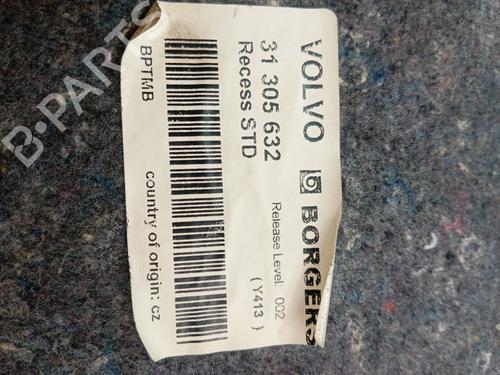 VOLVO BORGERS
31 305 632 Release Level: 002
Recess STD ( Y413 )
BPTMB country of origin: cz
B-PARTS